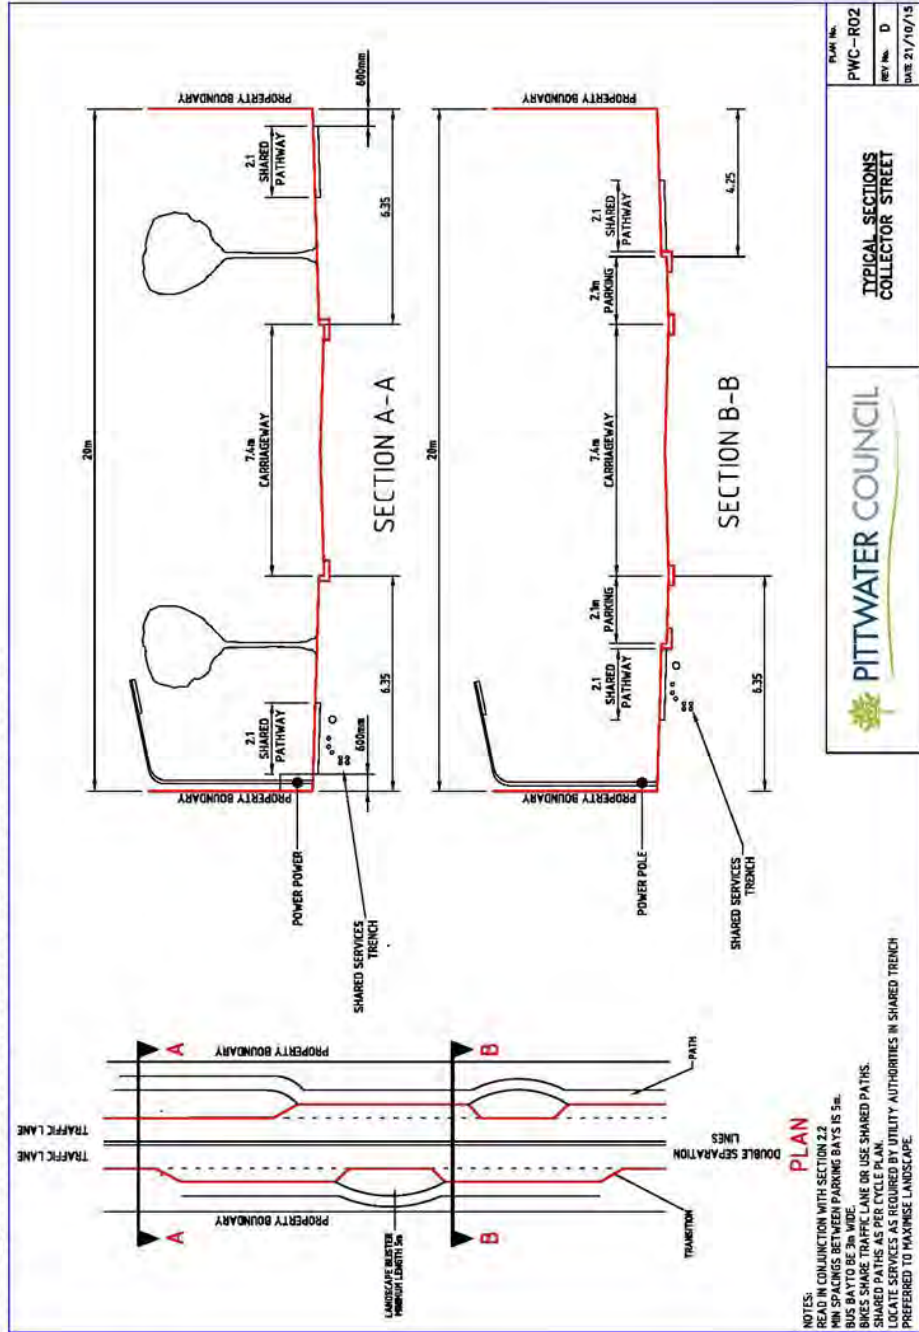 20m
PROPERTY BOUNDARY
2.1
SHARED
PATHWAY
600mm
6.35
7.4m
CARRIAGEWAY
6.35
2.1
SHARED
PATHWAY
600mm
PROPERTY BOUNDARY
POWER POWER
SHARED SERVICES
TRENCH
SECTION A-A
20m
PROPERTY BOUNDARY
2.1
SHARED
PATHWAY
2.1m
PARKING
7.4m
CARRIAGEWAY
2.1m
PARKING
2.1
SHARED
PATHWAY
4.25
6.35
PROPERTY BOUNDARY
POWER POLE
SHARED SERVICES
TRENCH
SECTION B-B
TRAFFIC LANE
TRAFFIC LANE
A
A
PROPERTY BOUNDARY
PROPERTY BOUNDARY
LANDSCAPE BLISTER
MINIMUM LENGTH 5m
B
B
PATH
TRANSITION
DOUBLE SEPARATION
LINES
PLAN
NOTES:
READ IN CONJUNCTION WITH SECTION 2.2
MIN SPACINGS BETWEEN PARKING BAYS IS 5m.
BUS BAY TO BE 3m WIDE.
BIKES SHARE TRAFFIC LANE OR USE SHARED PATHS.
SHARED PATHS AS PER CYCLE PLAN.
LOCATE SERVICES AS REQUIRED BY UTILITY AUTHORITIES IN SHARED TRENCH
PREFERRED TO MAXIMISE LANDSCAPE.
PITTWATER COUNCIL
TYPICAL SECTIONS
COLLECTOR STREET
PLAN No.
PWC-R02
REV No. D
DATE 21/10/15